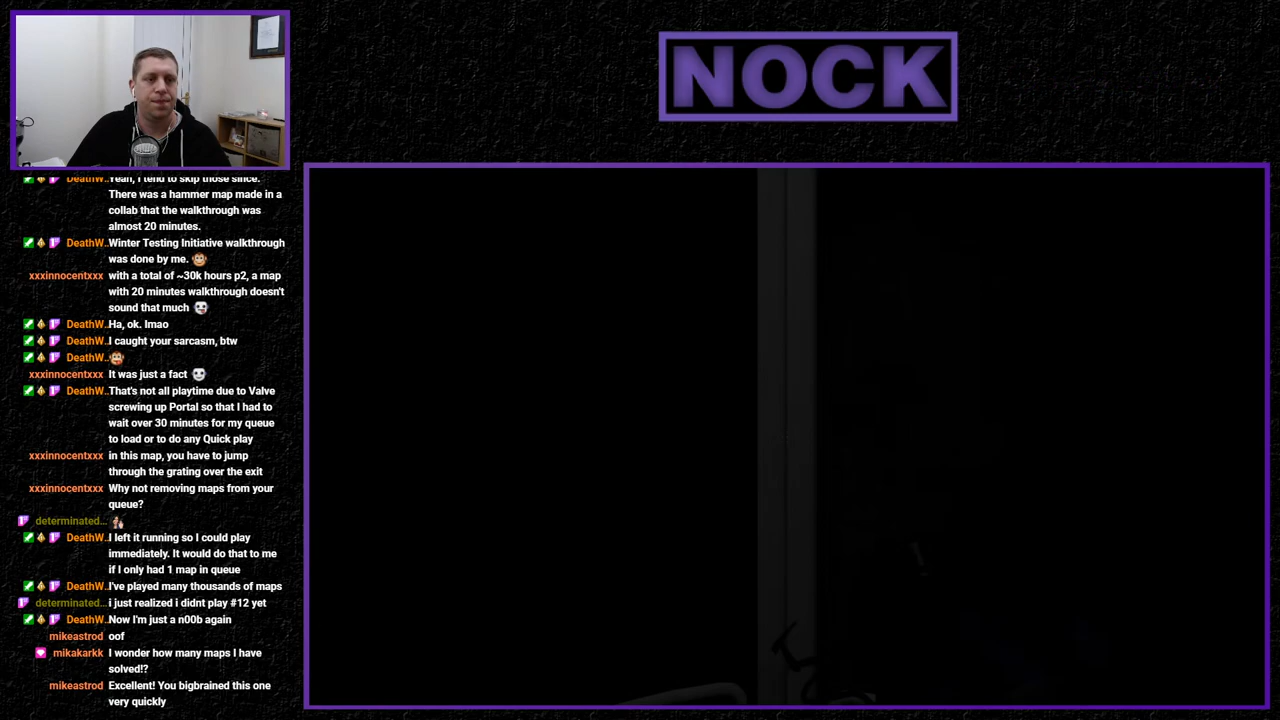 NOCK
DeathW.. Yeah, I tend to skip those since.
There was a hammer map made in a
collab that the walkthrough was
almost 20 minutes.
DeathW.. Winter Testing Initiative walkthrough
was done by me.
xxxinnocentxxx with a total of ~30k hours p2, a map
with 20 minutes walkthrough doesn't
sound that much
DeathW.. Ha, ok. lmao
DeathW.. I caught your sarcasm, btw
DeathW..
xxxinnocentxxx It was just a fact
DeathW.. That's not all playtime due to Valve
screwing up Portal so that I had to
wait over 30 minutes for my queue
to load or to do any Quick play
xxxinnocentxxx in this map, you have to jump
through the grating over the exit
xxxinnocentxxx Why not removing maps from your
queue?
determinated...
DeathW.. I left it running so I could play
immediately. It would do that to me
if I only had 1 map in queue
DeathW.. I've played many thousands of maps
determinated... i just realized i didnt play #12 yet
DeathW.. Now I'm just a n00b again
mikeastrod oof
mikakarkk I wonder how many maps I have
solved!?
mikeastrod Excellent! You bigbrained this one
very quickly